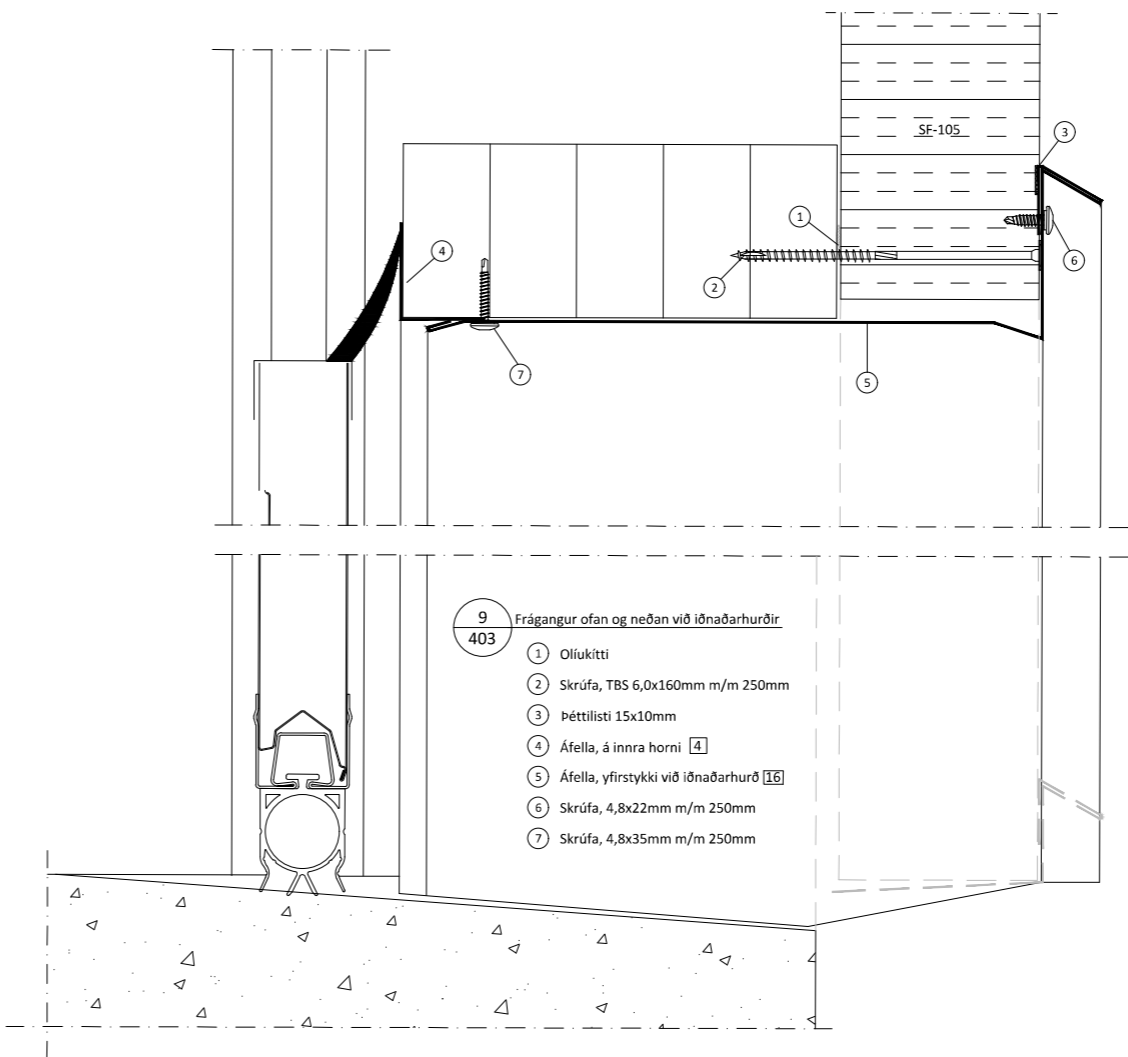 SF-105
3
1
4
6
2
7
5
9
403
Frágangur ofan og neðan við iðnaðarhurðir
1 Olíukítti
2 Skrúfa, TBS 6,0x160mm m/m 250mm
3 Þéttilisti 15x10mm
4 Áfella, á innra horni 4
5 Áfella, yfirstykki við iðnaðarhurð 16
6 Skrúfa, 4,8x22mm m/m 250mm
7 Skrúfa, 4,8x35mm m/m 250mm